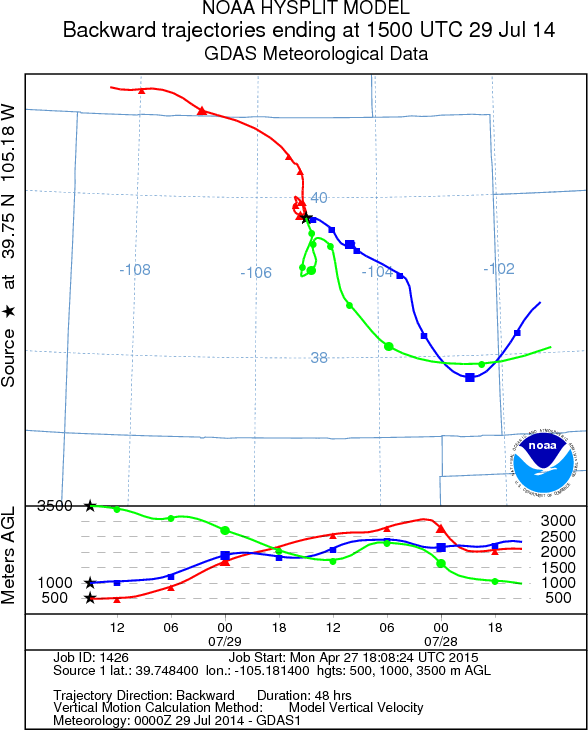 NOAA HYSPLIT MODEL
Backward trajectories ending at 1500 UTC 29 Jul 14
GDAS Meteorological Data
Source ★ at 39.75 N 105.18 W
40
-108
-106
-104
-102
38
noaa
Meters AGL
3500
1000
500
3000
2500
2000
1500
1000
500
12 06 00 18 12 06 00 18
07/29 07/28
Job ID: 1426 Job Start: Mon Apr 27 18:08:24 UTC 2015
Source 1 lat.: 39.748400 lon.: -105.181400 hgts: 500, 1000, 3500 m AGL
Trajectory Direction: Backward Duration: 48 hrs
Vertical Motion Calculation Method: Model Vertical Velocity
Meteorology: 0000Z 29 Jul 2014 - GDAS1